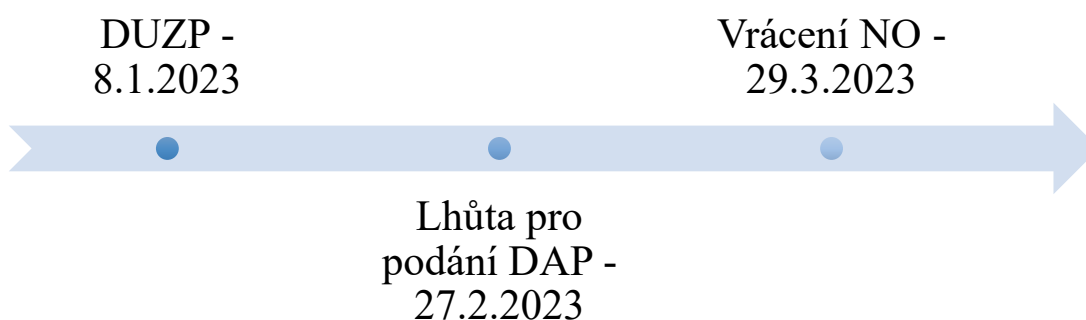 DUZP -
8.1.2023
Vrácení NO -
29.3.2023
Lhůta pro
podání DAP -
27.2.2023